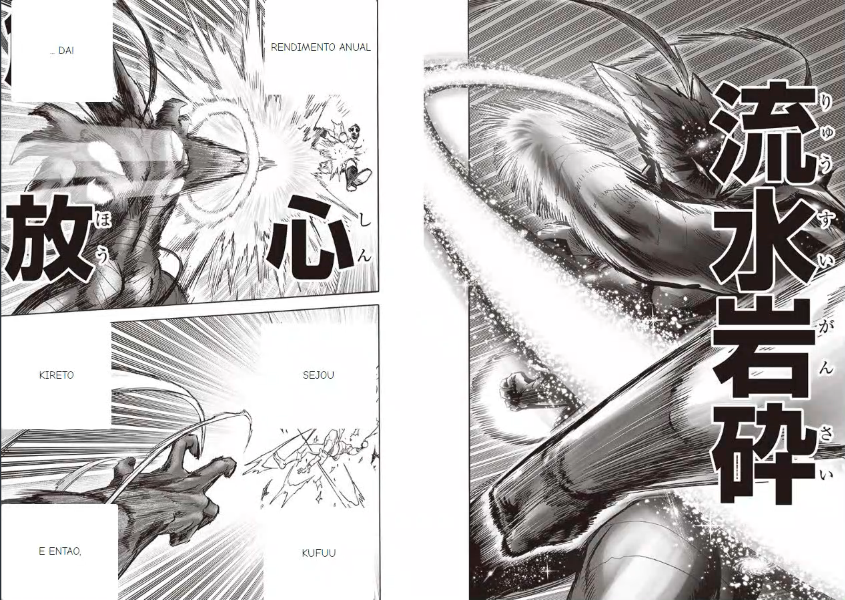 流水岩砕
りゅうすいがんさい
RENDIMENTO ANUAL
心
しん
.. DAI
放
ほう
SEJOU
KIRETO
KUFUU
E ENTAO,